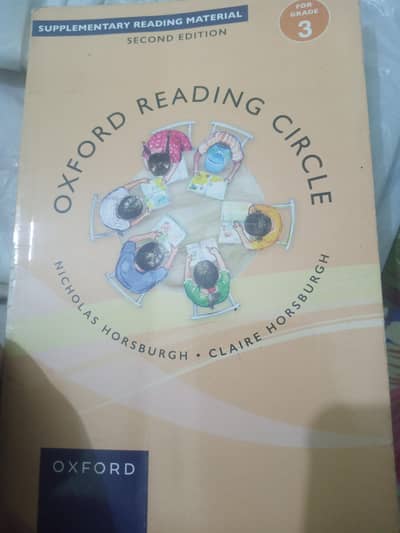 SUPPLEMENTARY READING MATERIAL
SECOND EDITION
FOR GRADE
3
OXFORD READING CIRCLE
NICHOLAS HORSBURGH • CLAIRE HORSBURGH
OXFORD